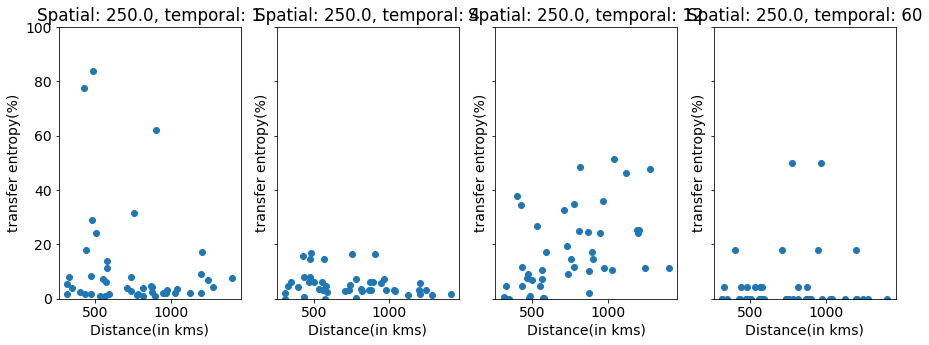 Spatial: 250.0, temporal: 1
Spatial: 250.0, temporal: 4
Spatial: 250.0, temporal: 12
Spatial: 250.0, temporal: 60
100
80
60
40
20
0
transfer entropy(%)
transfer entropy(%)
transfer entropy(%)
transfer entropy(%)
500 1000
500 1000
500 1000
500 1000
Distance(in kms)
Distance(in kms)
Distance(in kms)
Distance(in kms)